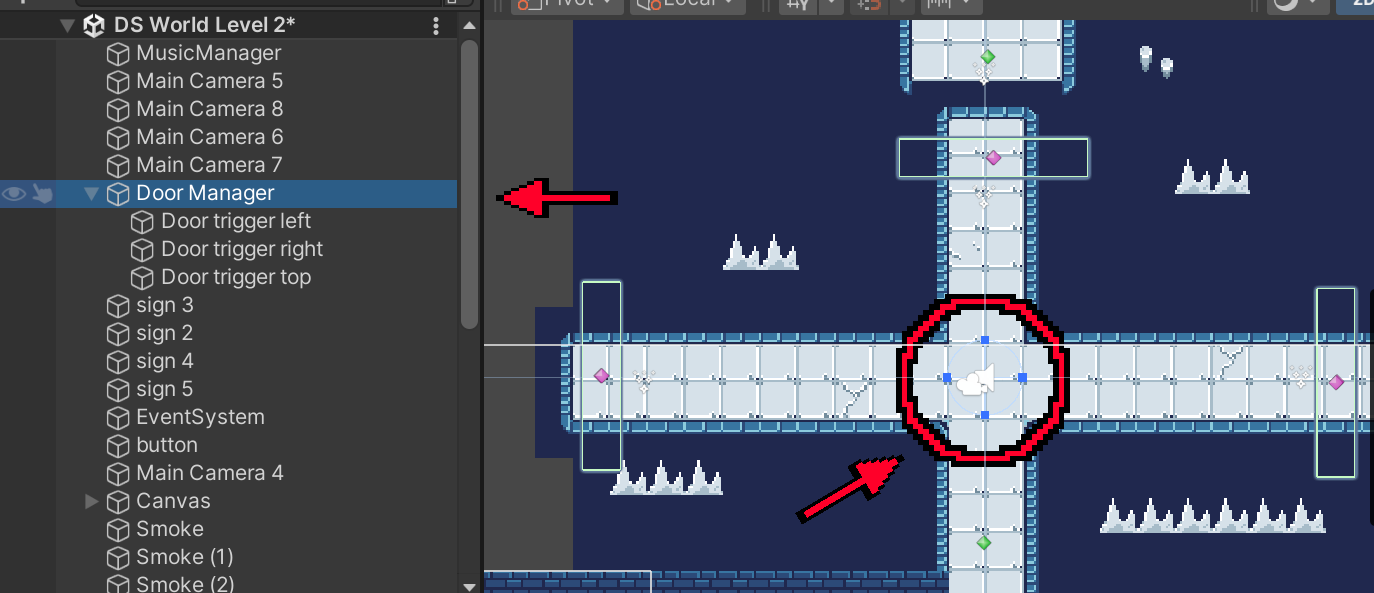 DS World Level 2*
MusicManager
Main Camera 5
Main Camera 8
Main Camera 6
Main Camera 7
Door Manager
Door trigger left
Door trigger right
Door trigger top
sign 3
sign 2
sign 4
sign 5
EventSystem
button
Main Camera 4
Canvas
Smoke
Smoke (1)
Smoke (2)
Pivot
Local
2D